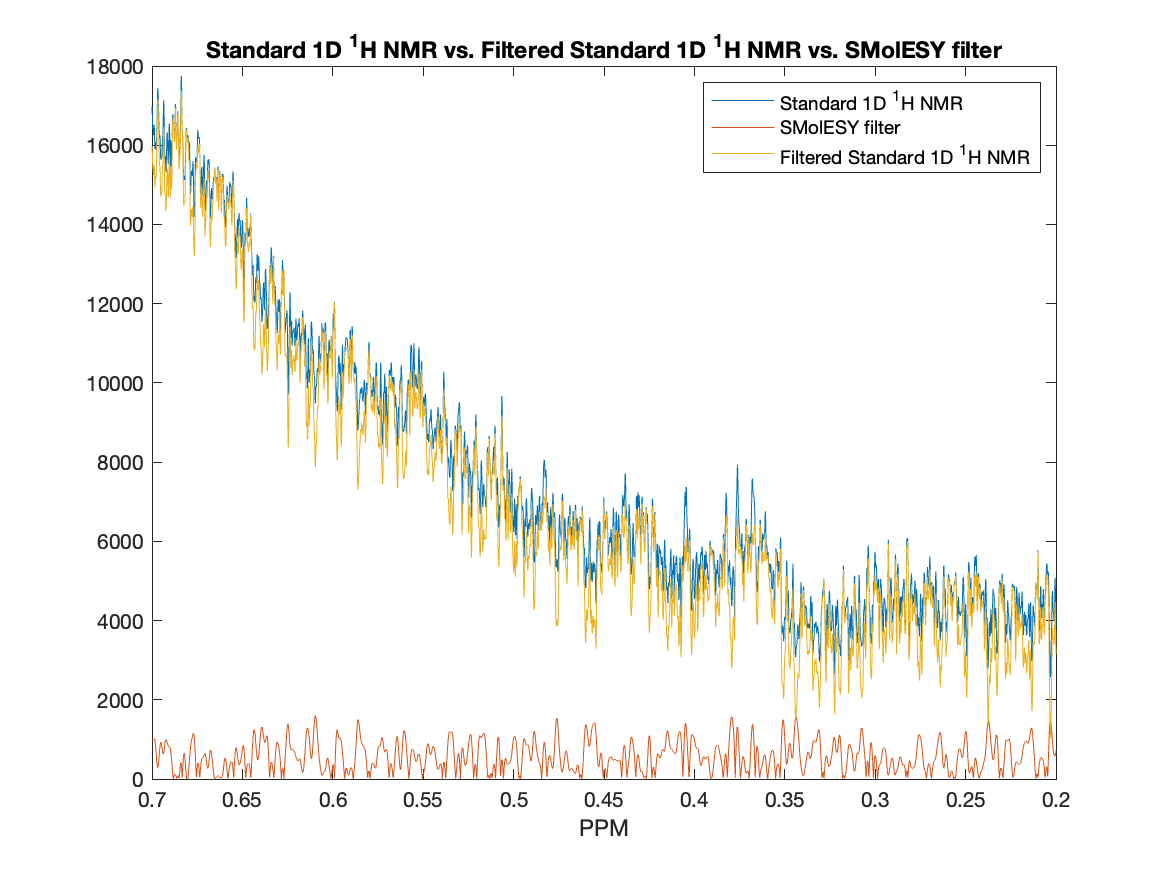 Standard 1D ¹H NMR vs. Filtered Standard 1D ¹H NMR vs. SMolESY filter
18000
16000
14000
12000
10000
8000
6000
4000
2000
0
Standard 1D ¹H NMR
SMolESY filter
Filtered Standard 1D ¹H NMR
0.7 0.65 0.6 0.55 0.5 0.45 0.4 0.35 0.3 0.25 0.2
PPM